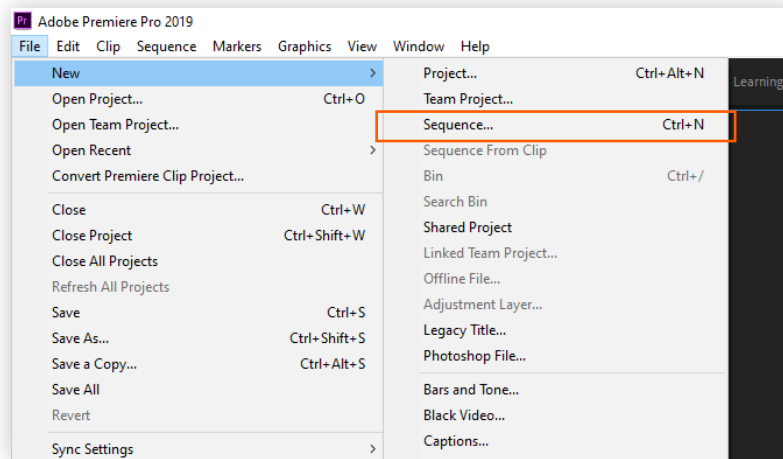 Pr Adobe Premiere Pro 2019
File Edit Clip Sequence Markers Graphics View Window Help
New >
Open Project... Ctrl+O
Open Team Project...
Open Recent >
Convert Premiere Clip Project...
Close Ctrl+W
Close Project Ctrl+Shift+W
Close All Projects
Refresh All Projects
Save Ctrl+S
Save As... Ctrl+Shift+S
Save a Copy... Ctrl+Alt+S
Save All
Revert
Sync Settings >
Project... Ctrl+Alt+N
Team Project...
Sequence... Ctrl+N
Sequence From Clip
Bin Ctrl+/
Search Bin
Shared Project
Linked Team Project...
Offline File...
Adjustment Layer...
Legacy Title...
Photoshop File...
Bars and Tone...
Black Video...
Captions...
Learning